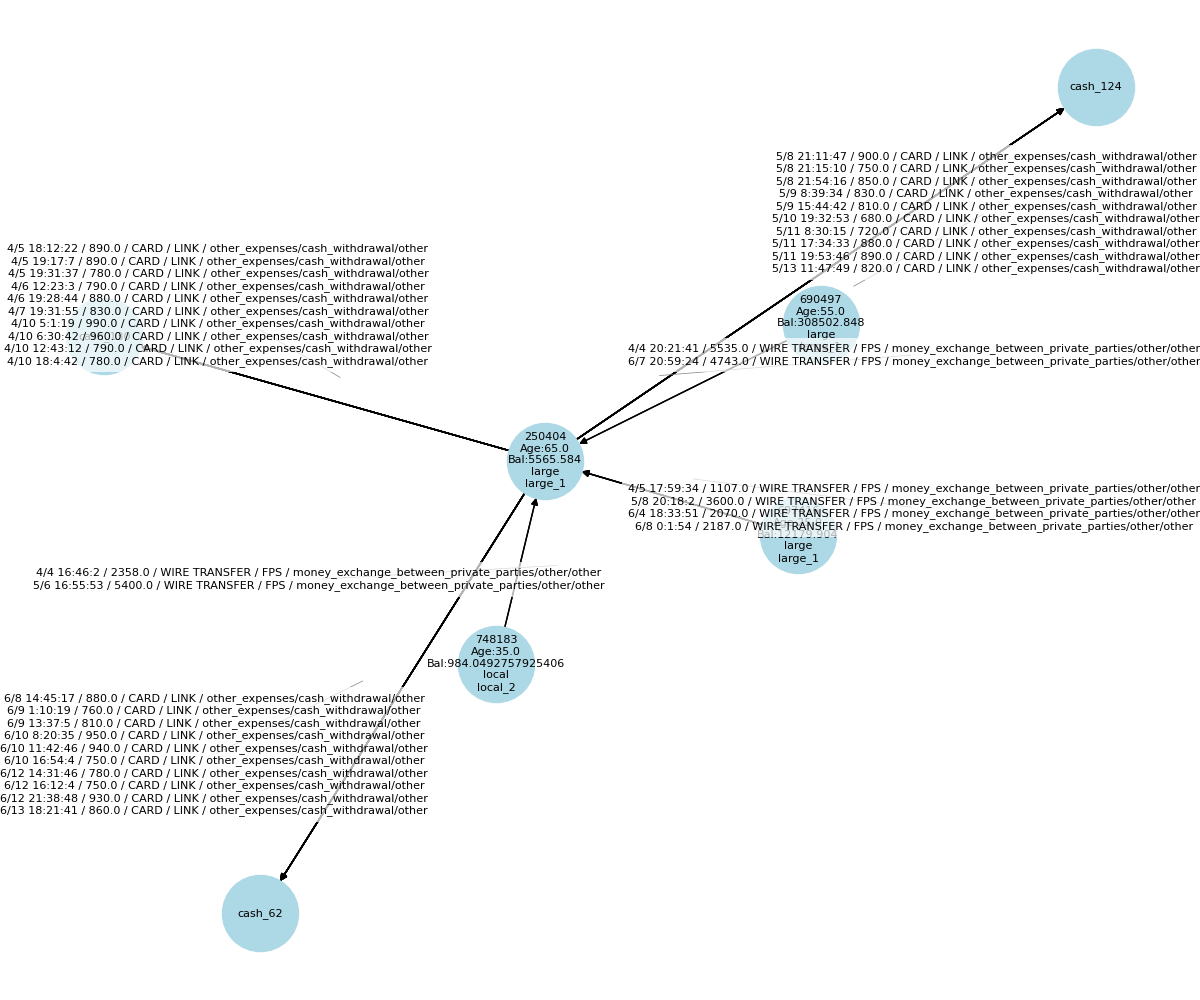 cash_124
5/8 21:11:47 / 900.0 / CARD / LINK / other_expenses/cash_withdrawal/other
5/8 21:15:10 / 750.0 / CARD / LINK / other_expenses/cash_withdrawal/other
5/8 21:54:16 / 850.0 / CARD / LINK / other_expenses/cash_withdrawal/other
5/9 8:39:34 / 830.0 / CARD / LINK / other_expenses/cash_withdrawal/other
5/9 15:44:42 / 810.0 / CARD / LINK / other_expenses/cash_withdrawal/other
5/10 19:32:53 / 680.0 / CARD / LINK / other_expenses/cash_withdrawal/other
5/11 8:30:15 / 720.0 / CARD / LINK / other_expenses/cash_withdrawal/other
5/11 17:34:33 / 880.0 / CARD / LINK / other_expenses/cash_withdrawal/other
5/11 19:53:46 / 890.0 / CARD / LINK / other_expenses/cash_withdrawal/other
5/13 11:47:49 / 820.0 / CARD / LINK / other_expenses/cash_withdrawal/other
4/5 18:12:22 / 890.0 / CARD / LINK / other_expenses/cash_withdrawal/other
4/5 19:17:7 / 890.0 / CARD / LINK / other_expenses/cash_withdrawal/other
4/5 19:31:37 / 780.0 / CARD / LINK / other_expenses/cash_withdrawal/other
4/6 12:23:3 / 790.0 / CARD / LINK / other_expenses/cash_withdrawal/other
4/6 19:28:44 / 880.0 / CARD / LINK / other_expenses/cash_withdrawal/other
4/7 19:31:55 / 830.0 / CARD / LINK / other_expenses/cash_withdrawal/other
4/10 5:1:19 / 990.0 / CARD / LINK / other_expenses/cash_withdrawal/other
4/10 6:30:42 / 960.0 / CARD / LINK / other_expenses/cash_withdrawal/other
4/10 12:43:12 / 790.0 / CARD / LINK / other_expenses/cash_withdrawal/other
4/10 18:4:42 / 780.0 / CARD / LINK / other_expenses/cash_withdrawal/other
690497
Age:55.0
Bal:308502.848
large
4/4 20:21:41 / 5535.0 / WIRE TRANSFER / FPS / money_exchange_between_private_parties/other/other
6/7 20:59:24 / 4743.0 / WIRE TRANSFER / FPS / money_exchange_between_private_parties/other/other
250404
Age:65.0
Bal:5565.584
large
large_1
4/5 17:59:34 / 1107.0 / WIRE TRANSFER / FPS / money_exchange_between_private_parties/other/other
5/8 20:18:2 / 3600.0 / WIRE TRANSFER / FPS / money_exchange_between_private_parties/other/other
6/4 18:33:51 / 2070.0 / WIRE TRANSFER / FPS / money_exchange_between_private_parties/other/other
6/8 0:1:54 / 2187.0 / WIRE TRANSFER / FPS / money_exchange_between_private_parties/other/other
Bal:12179.904
large
large_1
4/4 16:46:2 / 2358.0 / WIRE TRANSFER / FPS / money_exchange_between_private_parties/other/other
5/6 16:55:53 / 5400.0 / WIRE TRANSFER / FPS / money_exchange_between_private_parties/other/other
748183
Age:35.0
Bal:984.0492757925406
local
local_2
6/8 14:45:17 / 880.0 / CARD / LINK / other_expenses/cash_withdrawal/other
6/9 1:10:19 / 760.0 / CARD / LINK / other_expenses/cash_withdrawal/other
6/9 13:37:5 / 810.0 / CARD / LINK / other_expenses/cash_withdrawal/other
6/10 8:20:35 / 950.0 / CARD / LINK / other_expenses/cash_withdrawal/other
6/10 11:42:46 / 940.0 / CARD / LINK / other_expenses/cash_withdrawal/other
6/10 16:54:4 / 750.0 / CARD / LINK / other_expenses/cash_withdrawal/other
6/12 14:31:46 / 780.0 / CARD / LINK / other_expenses/cash_withdrawal/other
6/12 16:12:4 / 750.0 / CARD / LINK / other_expenses/cash_withdrawal/other
6/12 21:38:48 / 930.0 / CARD / LINK / other_expenses/cash_withdrawal/other
6/13 18:21:41 / 860.0 / CARD / LINK / other_expenses/cash_withdrawal/other
cash_62